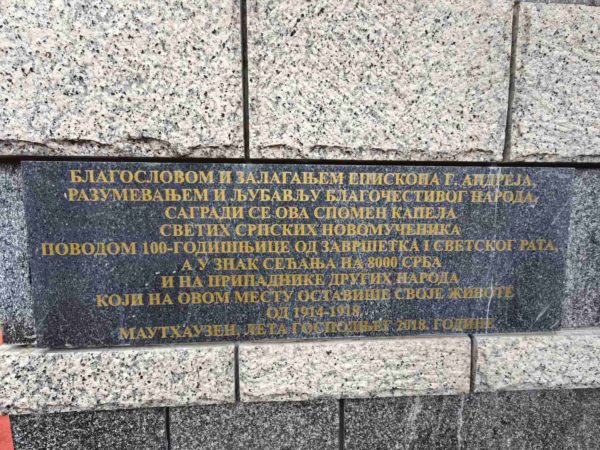 БЛАГОСЛОВОМ И ЗАЛАГАЊЕМ ЕПИСКОПА Г. АНДРЕЈА,
РАЗУМЕВАЊЕМ И ЉУБАВЉУ БЛАГОЧЕСТИВОГ НАРОДА,
САГРАДИ СЕ ОВА СПОМЕН КАПЕЛА
СВЕТИХ СРПСКИХ НОВОМУЧЕНИКА
ПОВОДОМ 100-ГОДИШЊИЦЕ ОД ЗАВРШЕТКА I СВЕТСКОГ РАТА,
А У ЗНАК СЕЋАЊА НА 8000 СРБА
И НА ПРИПАДНИКЕ ДРУГИХ НАРОДА
КОЈИ НА ОВОМ МЕСТУ ОСТАВИШЕ СВОЈЕ ЖИВОТЕ
ОД 1914-1918.
МАУТХАУЗЕН, ЛЕТА ГОСПОДЊЕГ 2018. ГОДИНЕ